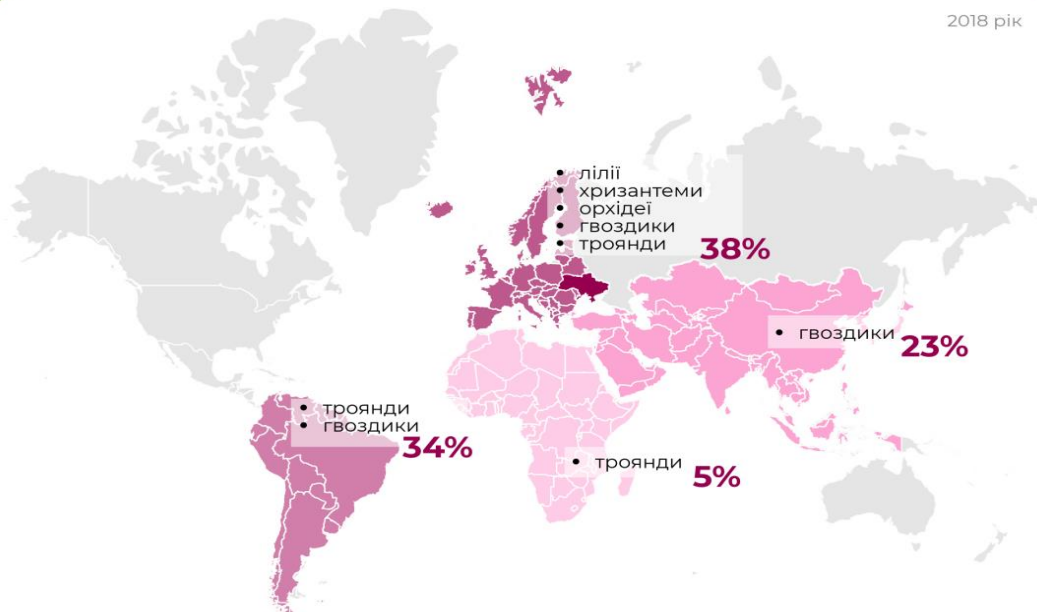 2018 рік
• лілії
• хризантеми
• орхідеї
• гвоздики
• троянди
38%
• гвоздики
23%
• троянди
• гвоздики
34%
• троянди
5%